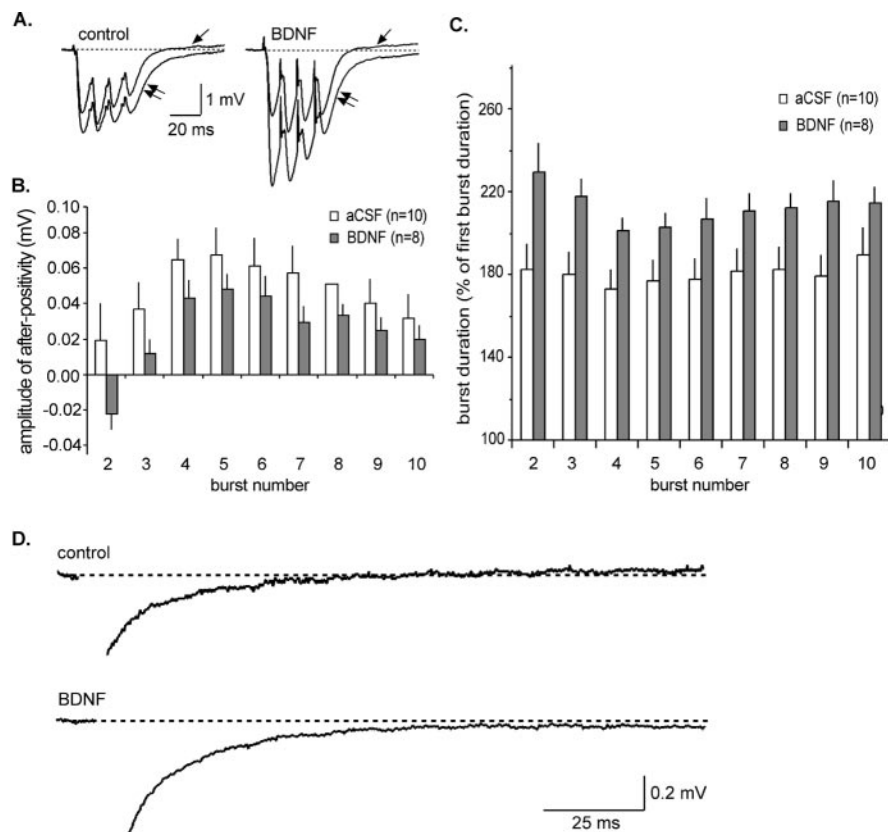 A.
control
BDNF
1 mV
20 ms
B.
amplitude of after-positivity (mV)
0.10
0.08
0.06
0.04
0.02
0.00
-0.02
-0.04
aCSF (n=10)
BDNF (n=8)
2 3 4 5 6 7 8 9 10
burst number
C.
burst duration (% of first burst duration)
260
220
180
140
100
aCSF (n=10)
BDNF (n=8)
2 3 4 5 6 7 8 9 10
burst number
D.
control
BDNF
0.2 mV
25 ms